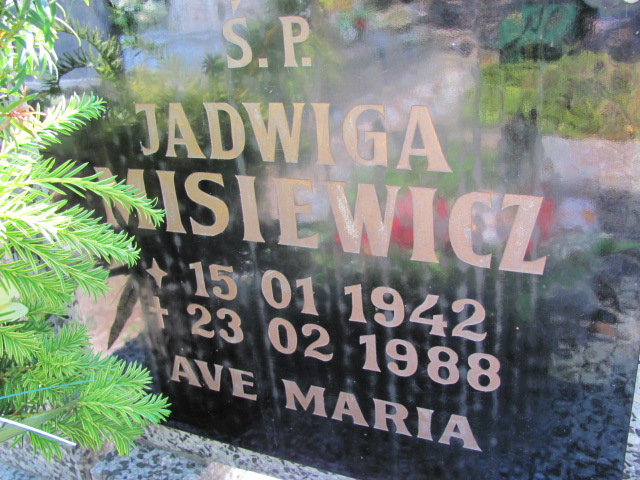 Ś.P.
JADWIGA
MISIEWICZ
15 01 1942
23 02 1988
AVE MARIA